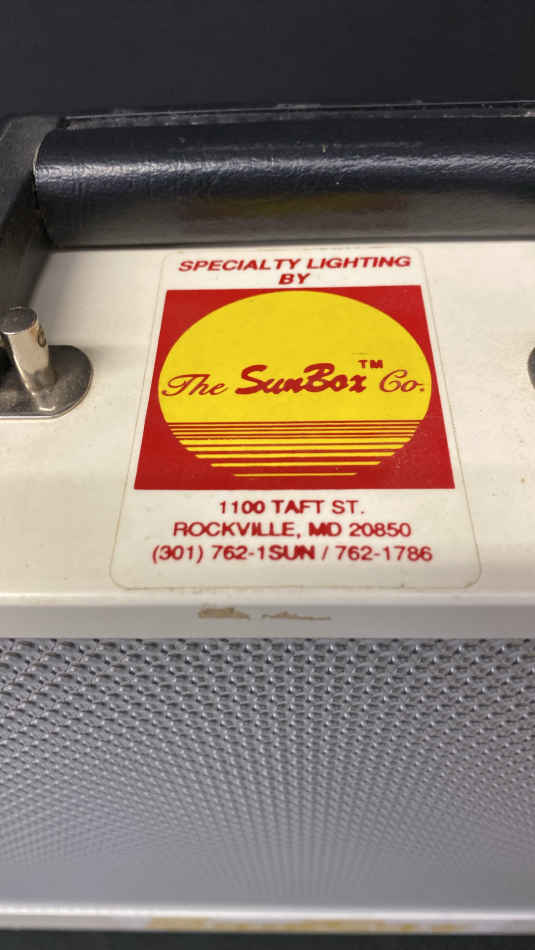 SPECIALTY LIGHTING
BY
The SunBox™ Co.
1100 TAFT ST.
ROCKVILLE, MD 20850
(301) 762-1SUN / 762-1786